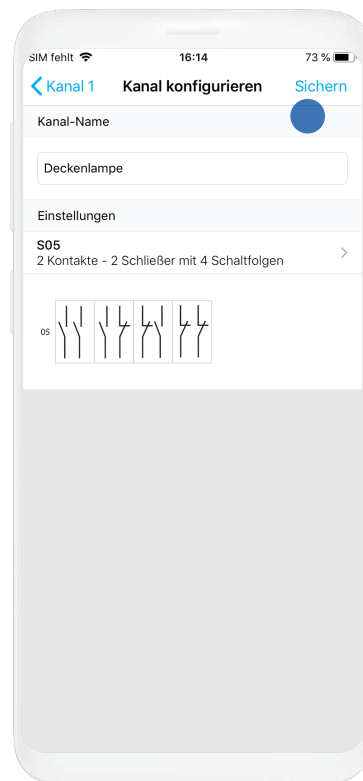 SIM fehlt 16:14 73 %
Kanal 1 Kanal konfigurieren Sichern
Kanal-Name
Deckenlampe
Einstellungen
S05
2 Kontakte - 2 Schließer mit 4 Schaltfolgen
05